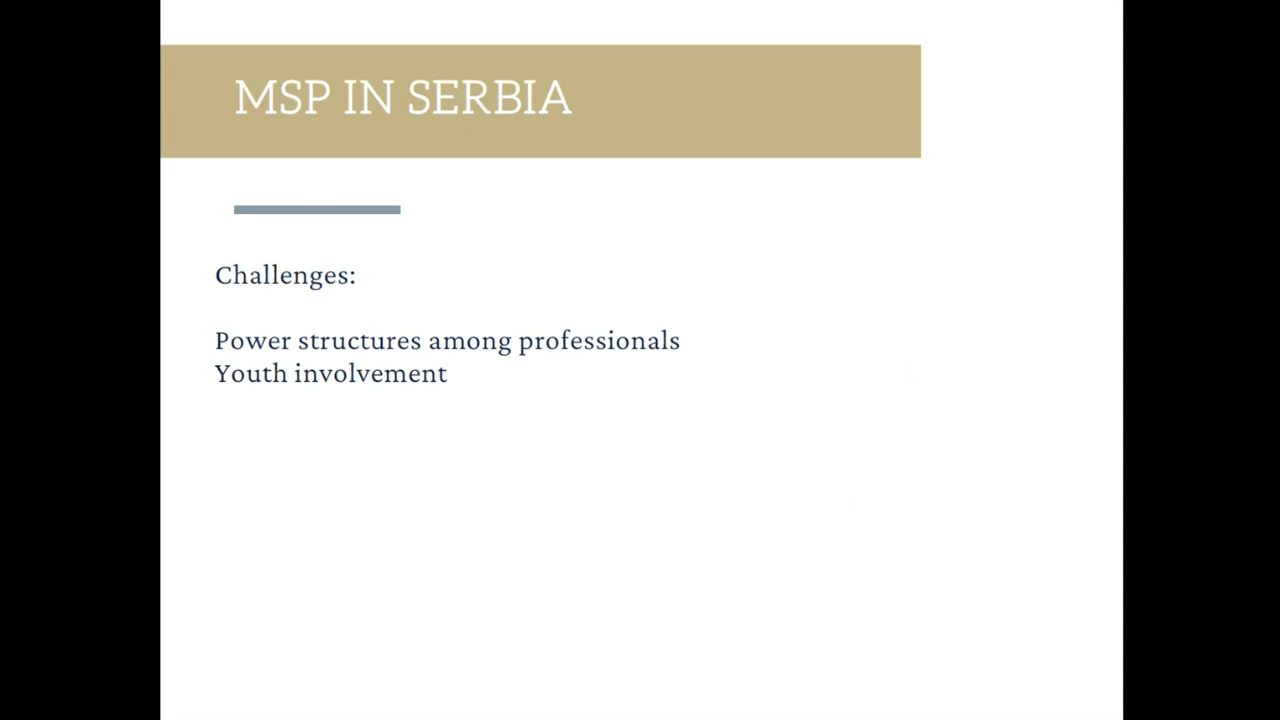 MSP IN SERBIA
Challenges:
Power structures among professionals
Youth involvement